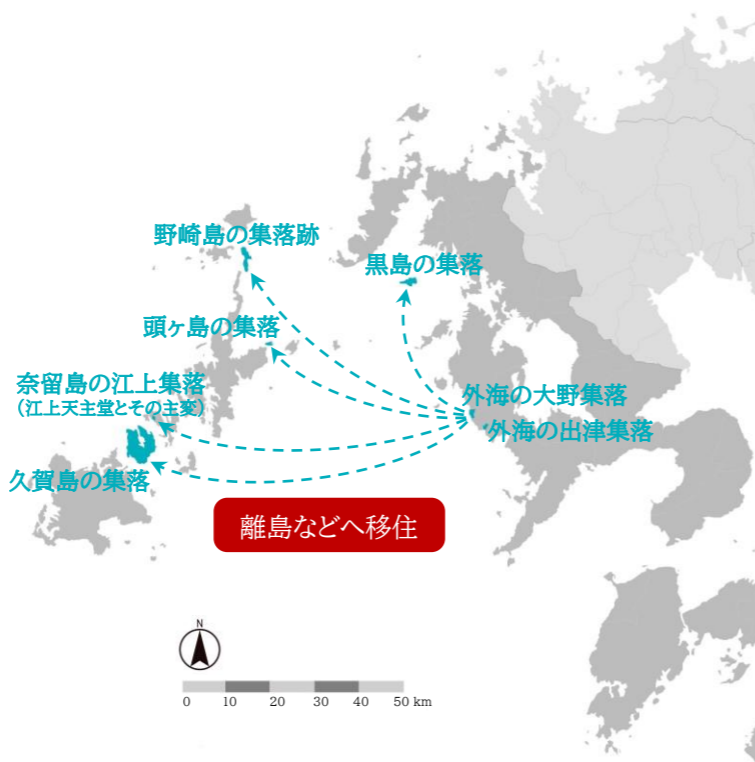 野崎島の集落跡
黒島の集落
頭ヶ島の集落
奈留島の江上集落
(江上天主堂とその主変)
外海の大野集落
外海の出津集落
久賀島の集落
離島などへ移住
N
0 10 20 30 40 50 km